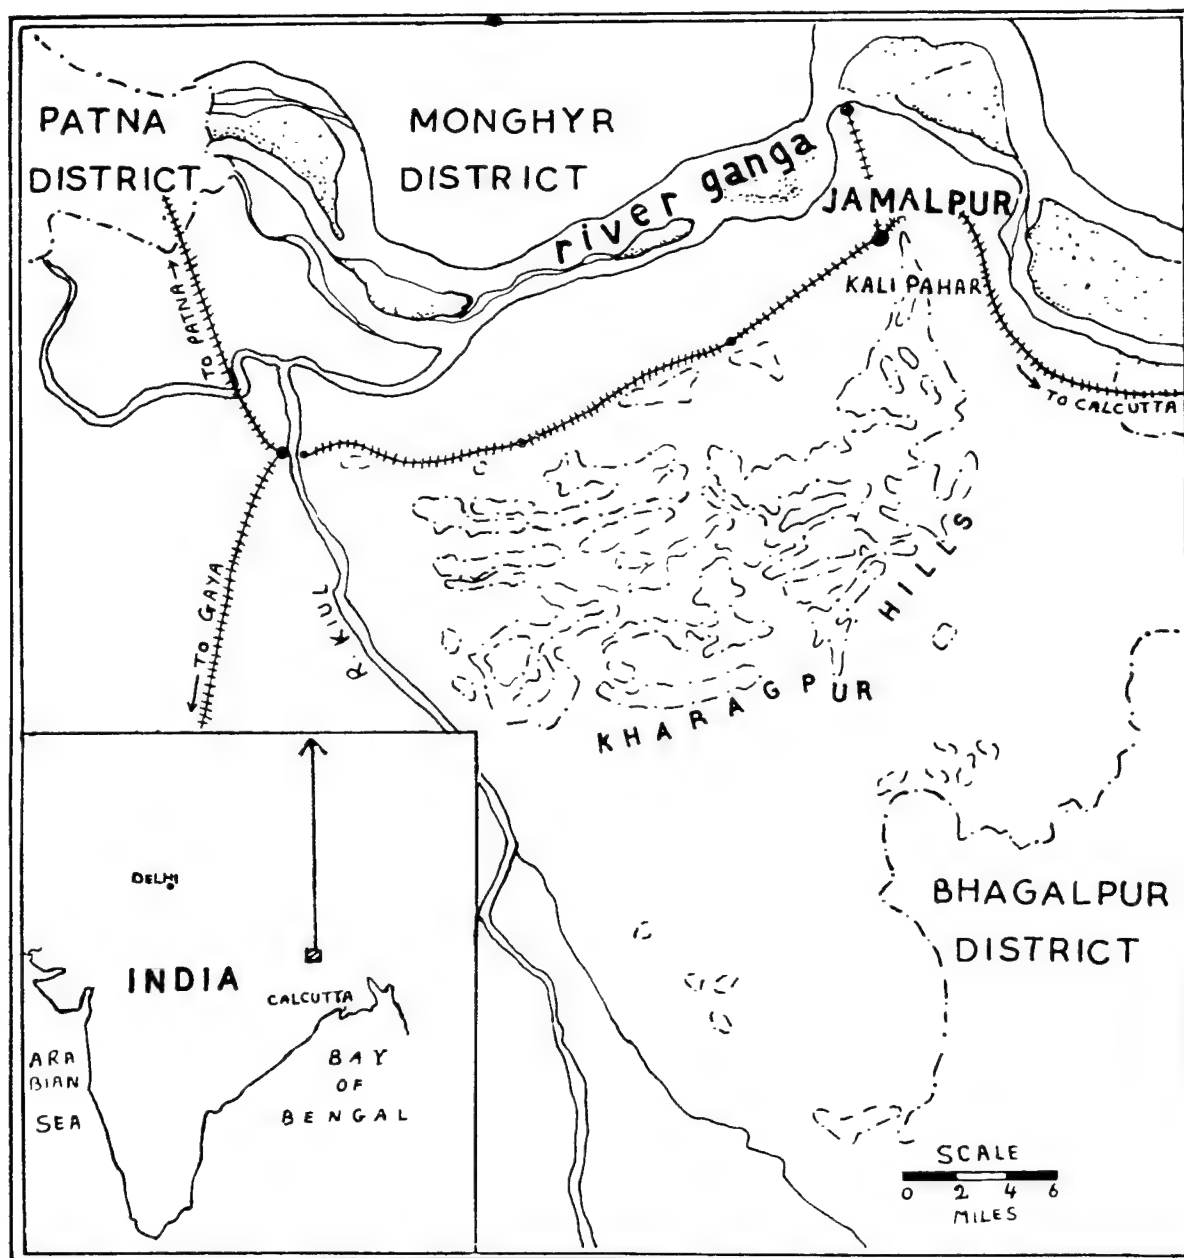 PATNA
DISTRICT
MONGHYR
DISTRICT
river ganga
JAMALPUR
KALI PAHAR
TO PATNA
TO CALCUTTA
TO GAYA
R. KIUL
KHARAGPUR HILLS
BHAGALPUR
DISTRICT
DELHI
INDIA
CALCUTTA
ARA
BIAN
SEA
BAY
OF
BENGAL
SCALE
0 2 4 6
MILES